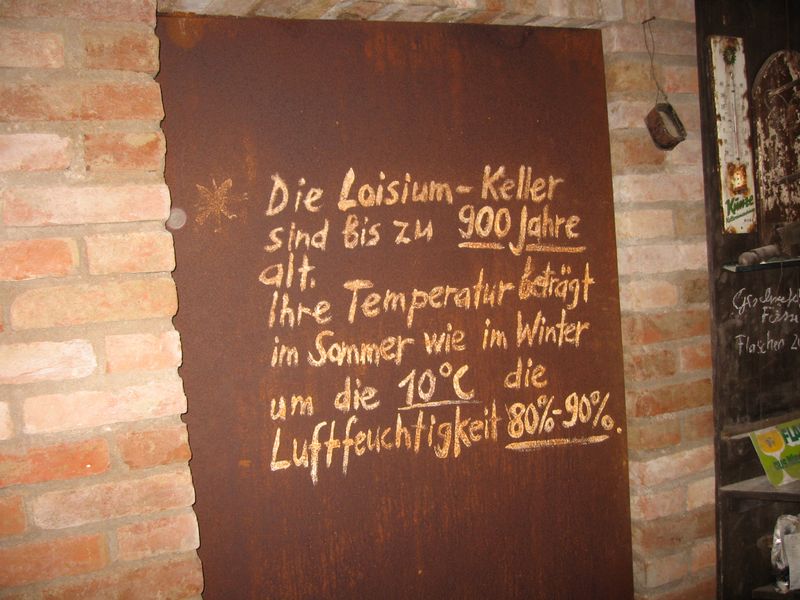 Die Loisium-Keller
sind bis zu 900 Jahre
alt.
Ihre Temperatur beträgt
im Sommer wie im Winter
um die 10°C die
Luftfeuchtigkeit 80%-90%.
Flaschen